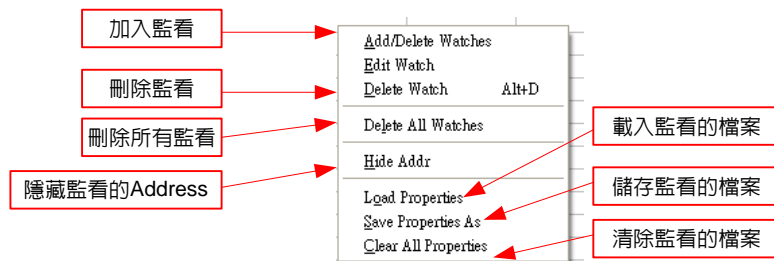 加入監看
刪除監看
刪除所有監看
隱藏監看的Address
Add/Delete Watches
Edit Watch
Delete Watch Alt+D
Delete All Watches
Hide Addr
Load Properties
Save Properties As
Clear All Properties
載入監看的檔案
儲存監看的檔案
清除監看的檔案